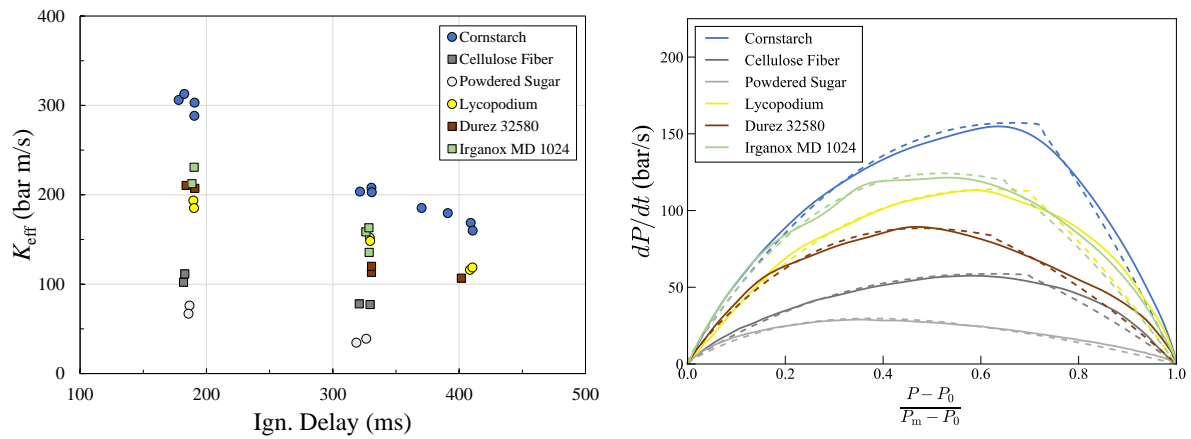 400
300
200
100
0
K_eff (bar m/s)
100
200
300
400
500
Ign. Delay (ms)
Cornstarch
Cellulose Fiber
Powdered Sugar
Lycopodium
Durez 32580
Irganox MD 1024
200
150
100
50
0
dP/dt (bar/s)
0.0
0.2
0.4
0.6
0.8
1.0
P − P₀
Pₘ − P₀
Cornstarch
Cellulose Fiber
Powdered Sugar
Lycopodium
Durez 32580
Irganox MD 1024